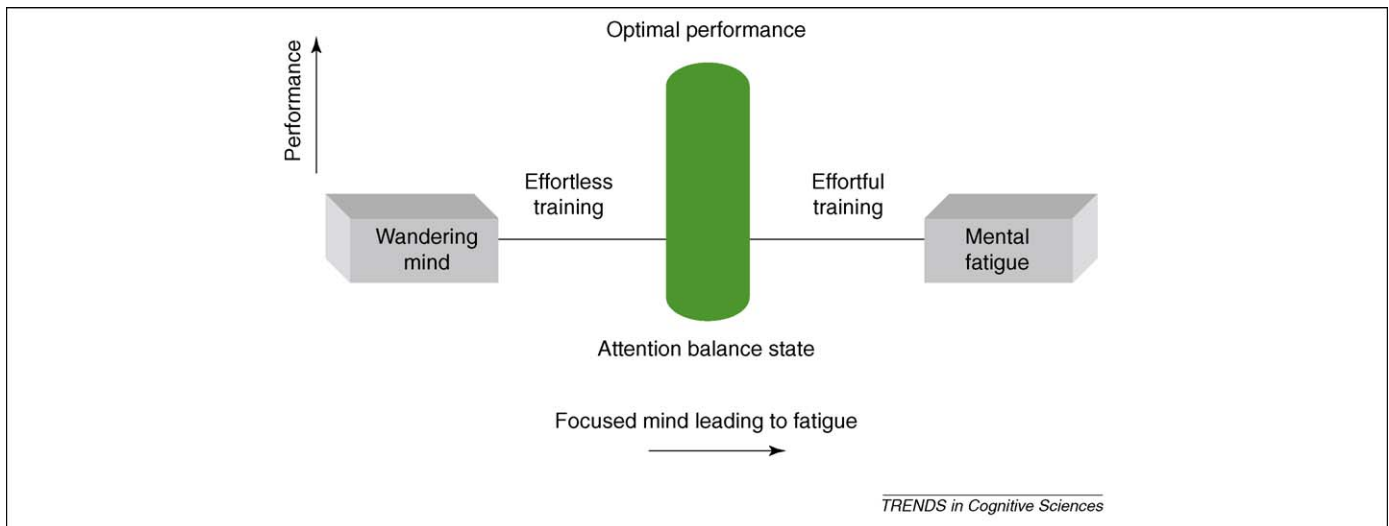 Optimal performance
Performance
Effortless
training
Effortful
training
Wandering
mind
Mental
fatigue
Attention balance state
Focused mind leading to fatigue
TRENDS in Cognitive Sciences